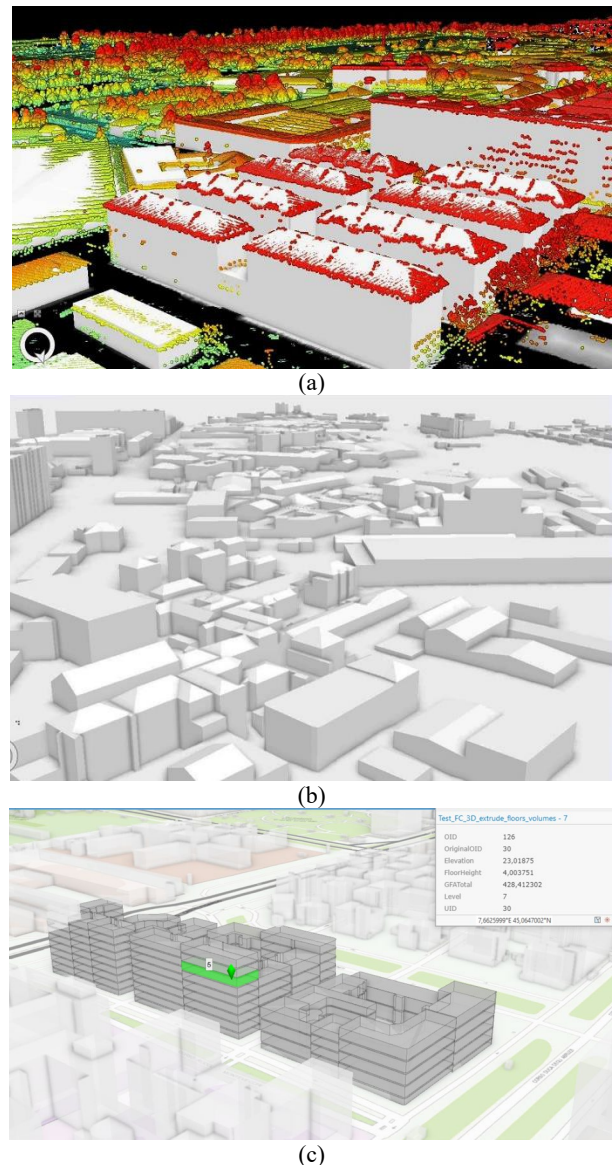 (a)
(b)
Test_FC_3D_extrude_floors_volumes - 7
OID 126
OriginalOID 30
Elevation 23,01875
FloorHeight 4,003751
GFATotal 428,412302
Level 7
UID 30
7,6625999°E 45,0647002°N
6
(c)